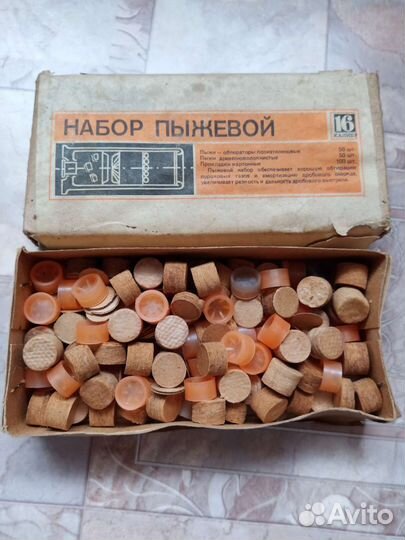 НАБОР ПЫЖЕВОЙ
16
КАЛИБР
Пыжи — обтюраторы полиэтиленовые 50 шт.
Пыжи древесноволокнистые 50 шт.
Прокладки картонные 100 шт.
Пыжевой набор обеспечивает хорошую обтюрацию
пороховых газов и амортизацию дробового снаряда,
увеличивает резкость и дальность дробового выстрела.
Avito